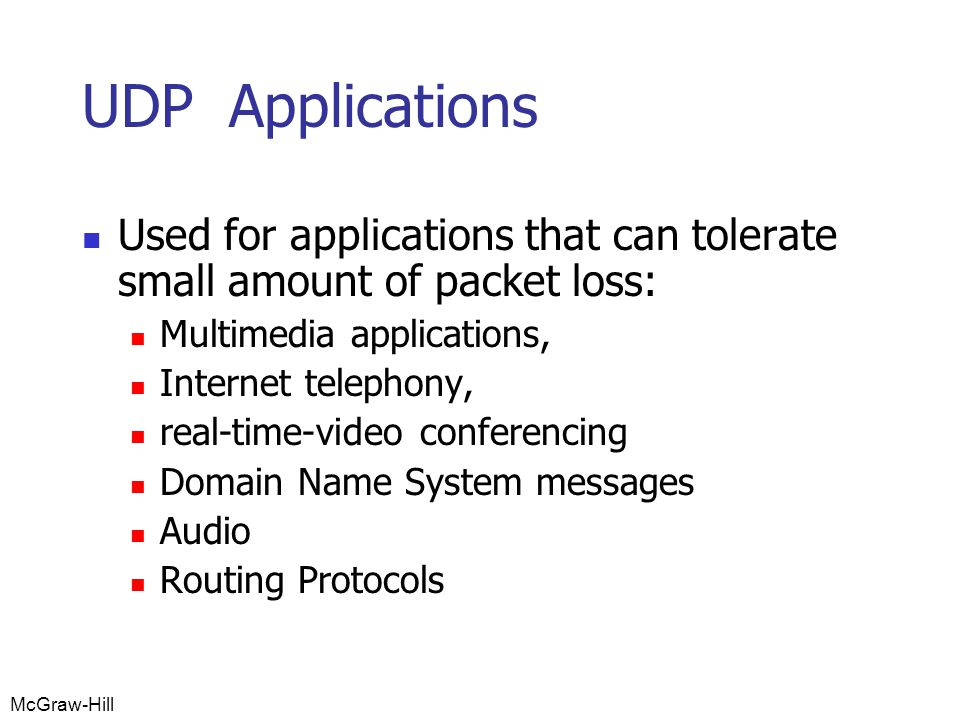 UDP  Applications
Used for applications that can tolerate
small amount of packet loss:
Multimedia applications,
Internet telephony,
real-time-video conferencing
Domain Name System messages
Audio
Routing Protocols
McGraw-Hill